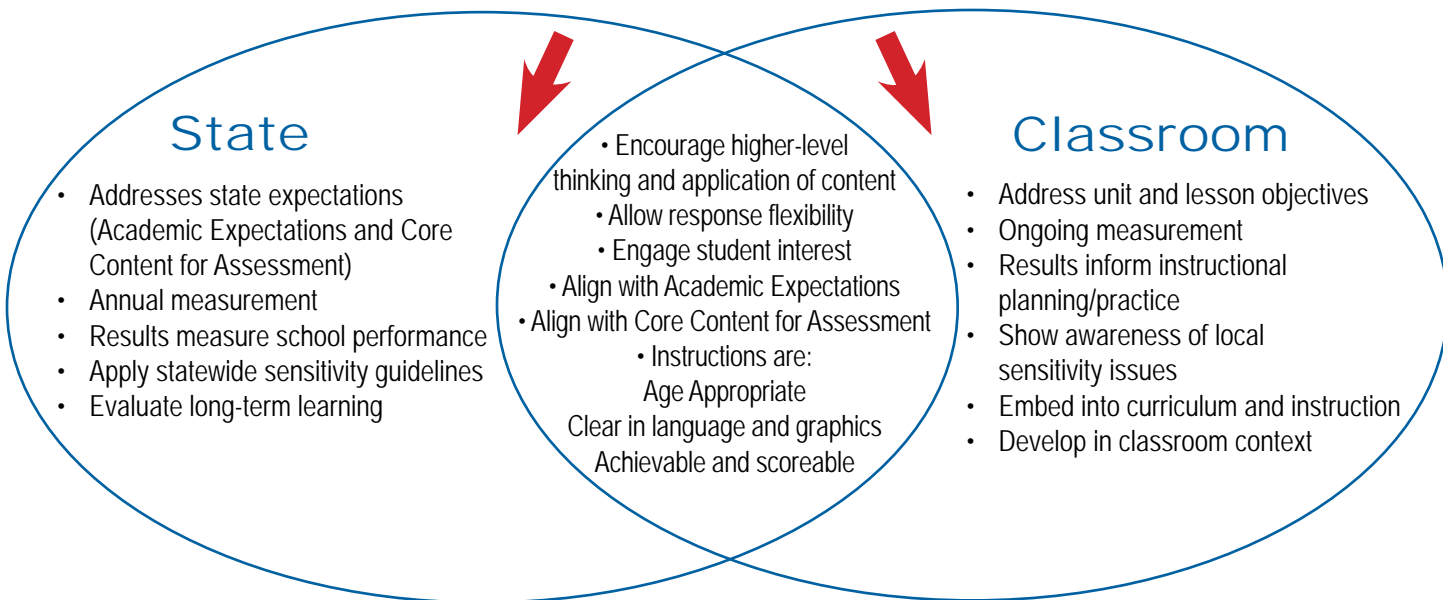 State
• Addresses state expectations
(Academic Expectations and Core
Content for Assessment)
• Annual measurement
• Results measure school performance
• Apply statewide sensitivity guidelines
• Evaluate long-term learning
• Encourage higher-level
thinking and application of content
• Allow response flexibility
• Engage student interest
• Align with Academic Expectations
• Align with Core Content for Assessment
• Instructions are:
Age Appropriate
Clear in language and graphics
Achievable and scoreable
Classroom
• Address unit and lesson objectives
• Ongoing measurement
• Results inform instructional
planning/practice
• Show awareness of local
sensitivity issues
• Embed into curriculum and instruction
• Develop in classroom context